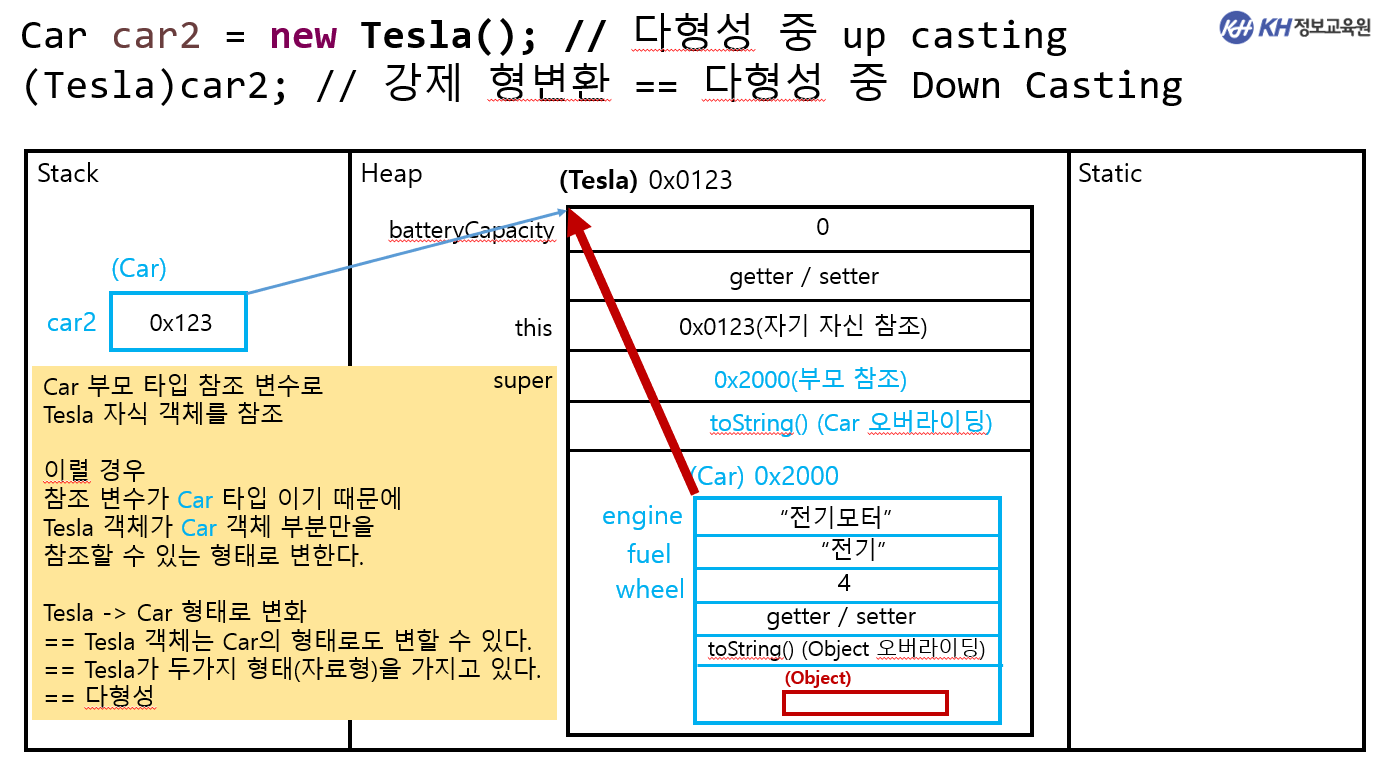 Car car2 = new Tesla(); // 다형성 중 up casting
(Tesla)car2; // 강제 형변환 == 다형성 중 Down Casting
KH정보교육원
Stack
Heap
(Tesla) 0x0123
Static
batteryCapacity
0
getter / setter
(Car)
car2
0x123
this
0x0123(자기 자신 참조)
super
0x2000(부모 참조)
toString() (Car 오버라이딩)
Car 부모 타입 참조 변수로
Tesla 자식 객체를 참조
이럴 경우
참조 변수가 Car 타입 이기 때문에
Tesla 객체가 Car 객체 부분만을
참조할 수 있는 형태로 변한다.
Tesla -> Car 형태로 변화
== Tesla 객체는 Car의 형태로도 변할 수 있다.
== Tesla가 두가지 형태(자료형)을 가지고 있다.
== 다형성
(Car) 0x2000
engine
“전기모터”
fuel
“전기”
wheel
4
getter / setter
toString() (Object 오버라이딩)
(Object)